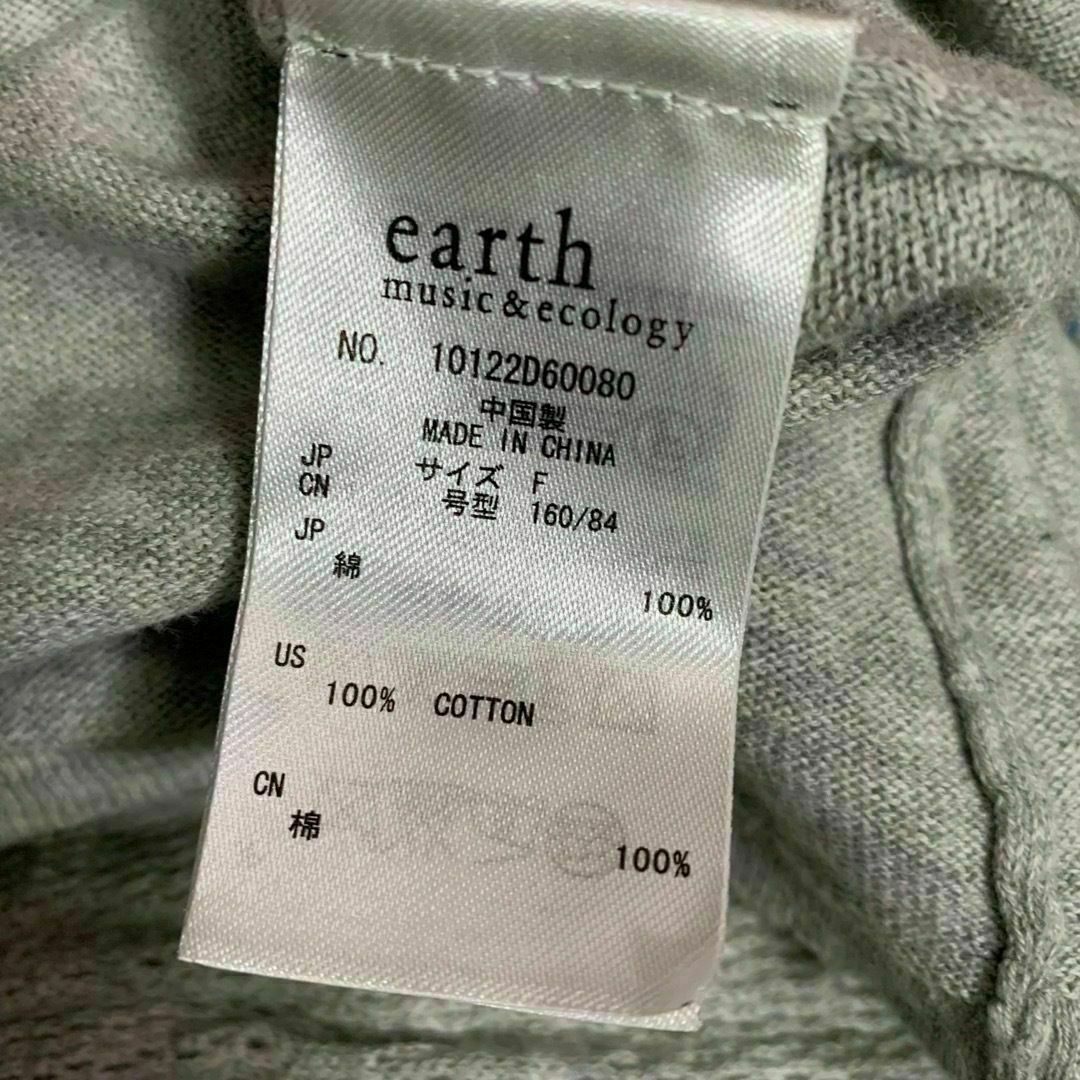 earth
music&ecology
NO. 10122D60080
中国製
MADE IN CHINA
JP サイズ F
CN 号型 160/84
JP
綿 100%
US
100% COTTON
CN
棉 100%